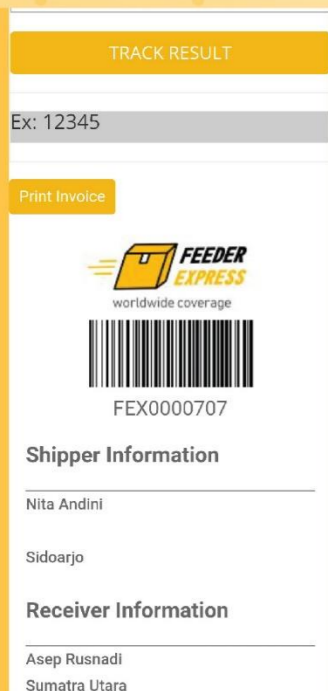 TRACK RESULT
Ex: 12345
Print Invoice
FEEDER
EXPRESS
worldwide coverage
FEX0000707
Shipper Information
Nita Andini
Sidoarjo
Receiver Information
Asep Rusnadi
Sumatra Utara